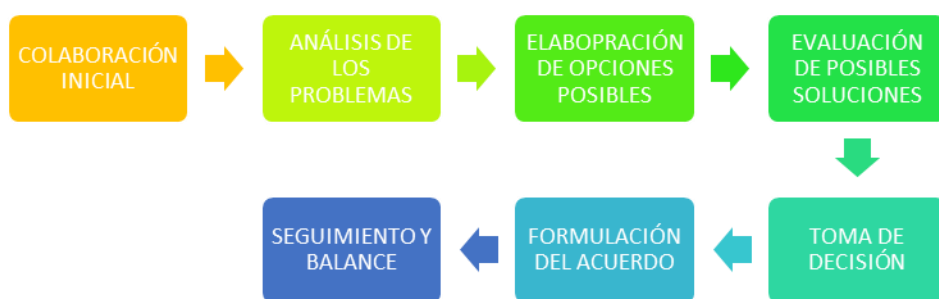 COLABORACIÓN
INICIAL
ANÁLISIS DE
LOS
PROBLEMAS
ELABOPRACIÓN
DE OPCIONES
POSIBLES
EVALUACIÓN
DE POSIBLES
SOLUCIONES
TOMA DE
DECISIÓN
FORMULACIÓN
DEL ACUERDO
SEGUIMIENTO Y
BALANCE